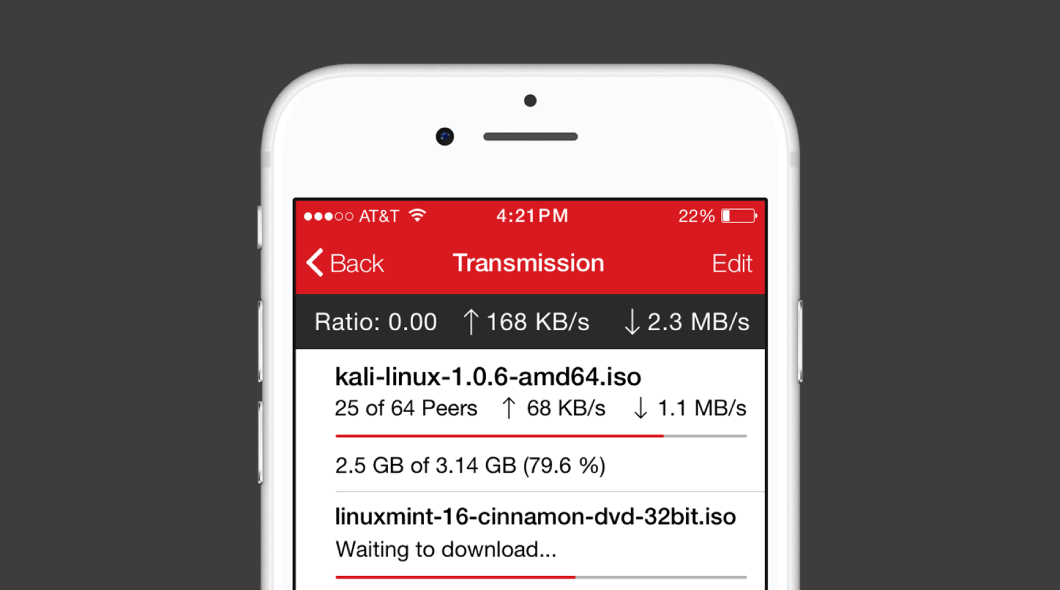 AT&T 4:21PM 22%
Back Transmission Edit
Ratio: 0.00 ↑ 168 KB/s ↓ 2.3 MB/s
kali-linux-1.0.6-amd64.iso
25 of 64 Peers ↑ 68 KB/s ↓ 1.1 MB/s
2.5 GB of 3.14 GB (79.6 %)
linuxmint-16-cinnamon-dvd-32bit.iso
Waiting to download...